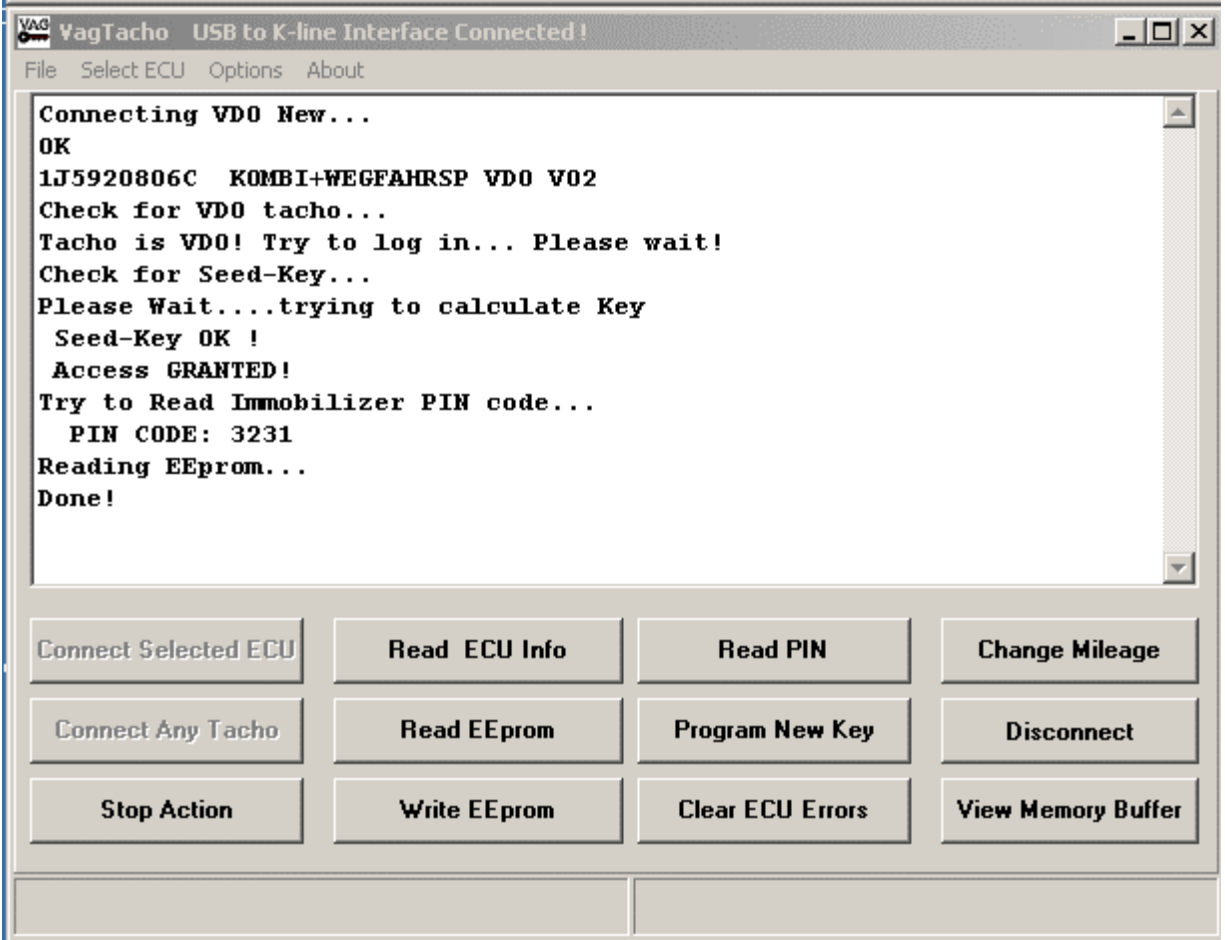 VAG VagTacho USB to K-line Interface Connected !
File Select ECU Options About
Connecting VDO New...
OK
1J5920806C KOMBI+WEGFAHRSP VDO V02
Check for VDO tacho...
Tacho is VDO! Try to log in... Please wait!
Check for Seed-Key...
Please Wait....trying to calculate Key
Seed-Key OK !
Access GRANTED!
Try to Read Immobilizer PIN code...
PIN CODE: 3231
Reading EEprom...
Done!
Connect Selected ECU Read ECU Info Read PIN Change Mileage
Connect Any Tacho Read EEprom Program New Key Disconnect
Stop Action Write EEprom Clear ECU Errors View Memory Buffer